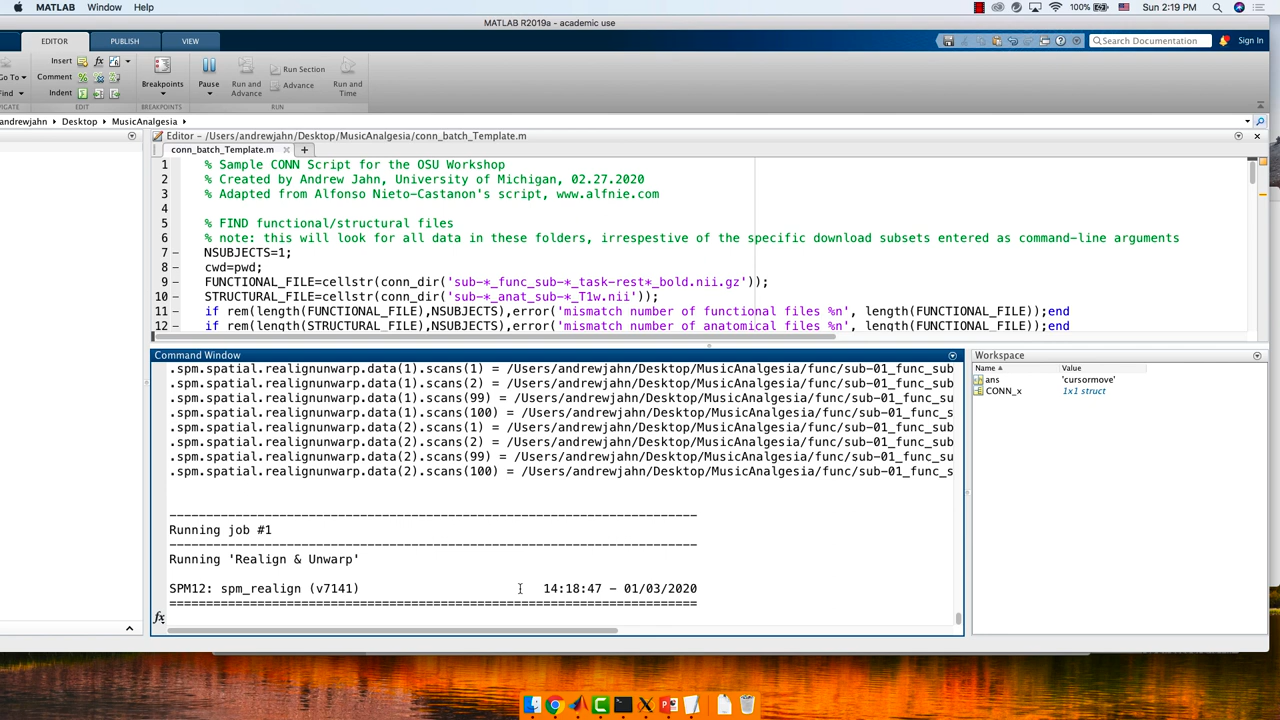 MATLAB Window Help 100% Sun 2:19 PM
MATLAB R2019a - academic use
EDITOR PUBLISH VIEW
Search Documentation Sign In
Insert fx
Go To Comment % Breakpoints Pause Run and Advance Run Section Run and Time
Find Indent Advance
EDIT BREAKPOINTS RUN
andrewjahn ▸ Desktop ▸ MusicAnalgesia ▸
Editor – /Users/andrewjahn/Desktop/MusicAnalgesia/conn_batch_Template.m
conn_batch_Template.m × +
1 % Sample CONN Script for the OSU Workshop
2 % Created by Andrew Jahn, University of Michigan, 02.27.2020
3 % Adapted from Alfonso Nieto-Castanon's script, www.alfnie.com
4
5 % FIND functional/structural files
6 % note: this will look for all data in these folders, irrespestive of the specific download subsets entered as command-line arguments
7 – NSUBJECTS=1;
8 – cwd=pwd;
9 – FUNCTIONAL_FILE=cellstr(conn_dir('sub-*_func_sub-*_task-rest*_bold.nii.gz'));
10 – STRUCTURAL_FILE=cellstr(conn_dir('sub-*_anat_sub-*_T1w.nii'));
11 – if rem(length(FUNCTIONAL_FILE),NSUBJECTS),error('mismatch number of functional files %n', length(FUNCTIONAL_FILE));end
12 – if rem(length(STRUCTURAL_FILE),NSUBJECTS),error('mismatch number of anatomical files %n', length(FUNCTIONAL_FILE));end
Command Window
.spm.spatial.realignunwarp.data(1).scans(1) = /Users/andrewjahn/Desktop/MusicAnalgesia/func/sub-01_func_sub
.spm.spatial.realignunwarp.data(1).scans(2) = /Users/andrewjahn/Desktop/MusicAnalgesia/func/sub-01_func_sub
.spm.spatial.realignunwarp.data(1).scans(99) = /Users/andrewjahn/Desktop/MusicAnalgesia/func/sub-01_func_su
.spm.spatial.realignunwarp.data(1).scans(100) = /Users/andrewjahn/Desktop/MusicAnalgesia/func/sub-01_func_s
.spm.spatial.realignunwarp.data(2).scans(1) = /Users/andrewjahn/Desktop/MusicAnalgesia/func/sub-01_func_sub
.spm.spatial.realignunwarp.data(2).scans(2) = /Users/andrewjahn/Desktop/MusicAnalgesia/func/sub-01_func_sub
.spm.spatial.realignunwarp.data(2).scans(99) = /Users/andrewjahn/Desktop/MusicAnalgesia/func/sub-01_func_su
.spm.spatial.realignunwarp.data(2).scans(100) = /Users/andrewjahn/Desktop/MusicAnalgesia/func/sub-01_func_s
------------------------------------------------------------------------
Running job #1
------------------------------------------------------------------------
Running 'Realign & Unwarp'
SPM12: spm_realign (v7141) 14:18:47 - 01/03/2020
========================================================================
fx
Workspace
Name Value
ans 'cursormove'
CONN_x 1x1 struct